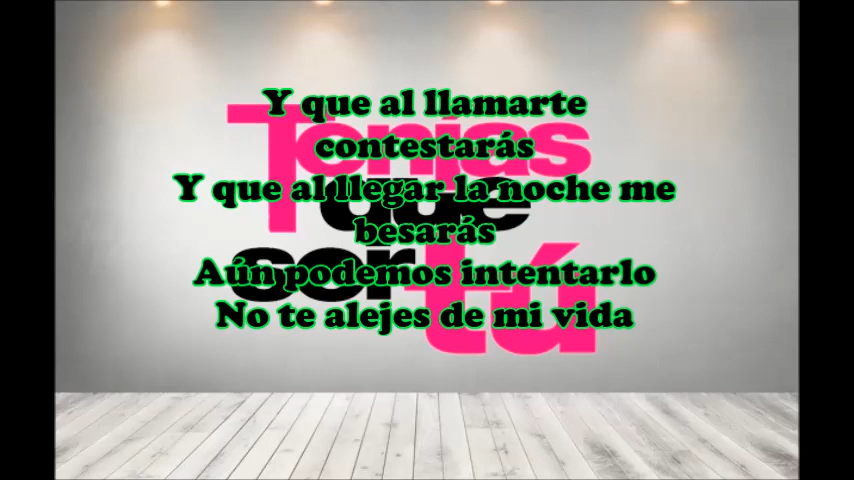 Y que al llamarte
contestarás
Y que al llegar la noche me
besarás
Aún podemos intentarlo
No te alejes de mi vida
Tenías
que
ser tú